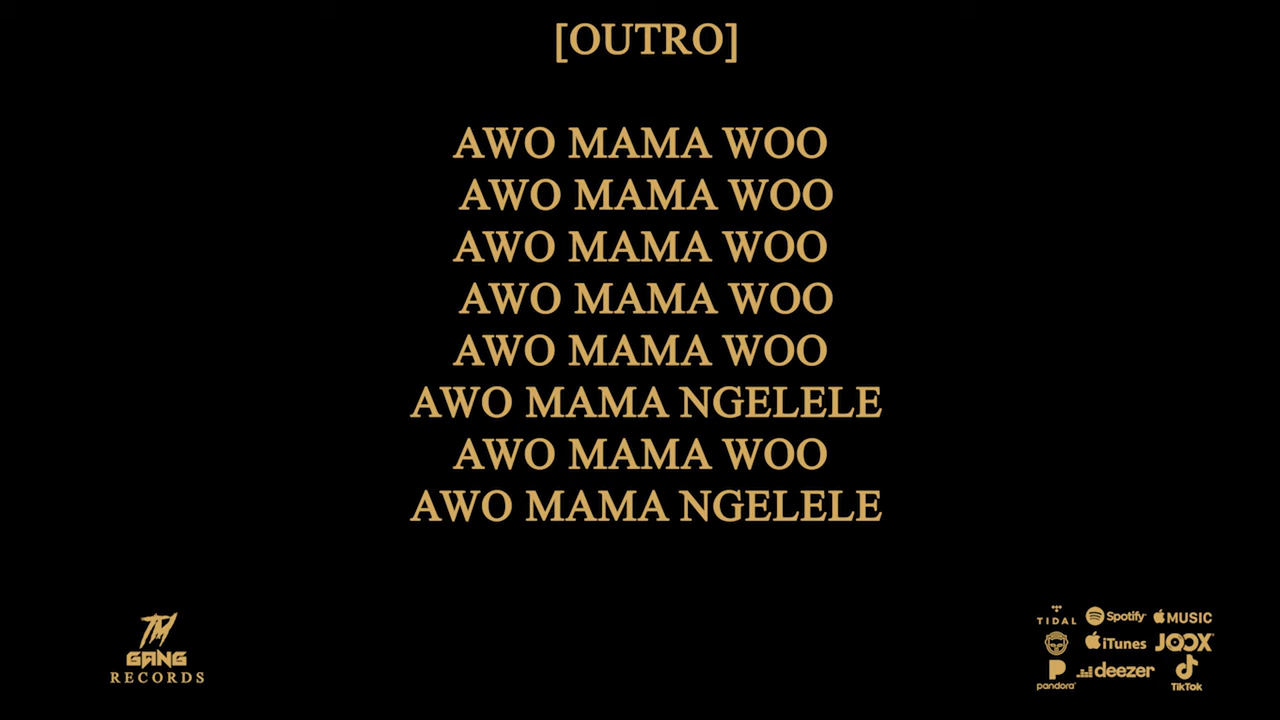 [OUTRO]
AWO MAMA WOO
AWO MAMA WOO
AWO MAMA WOO
AWO MAMA WOO
AWO MAMA WOO
AWO MAMA NGELELE
AWO MAMA WOO
AWO MAMA NGELELE
TM
GANG
RECORDS
TIDAL Spotify MUSIC
iTunes JOOX
pandora deezer TikTok